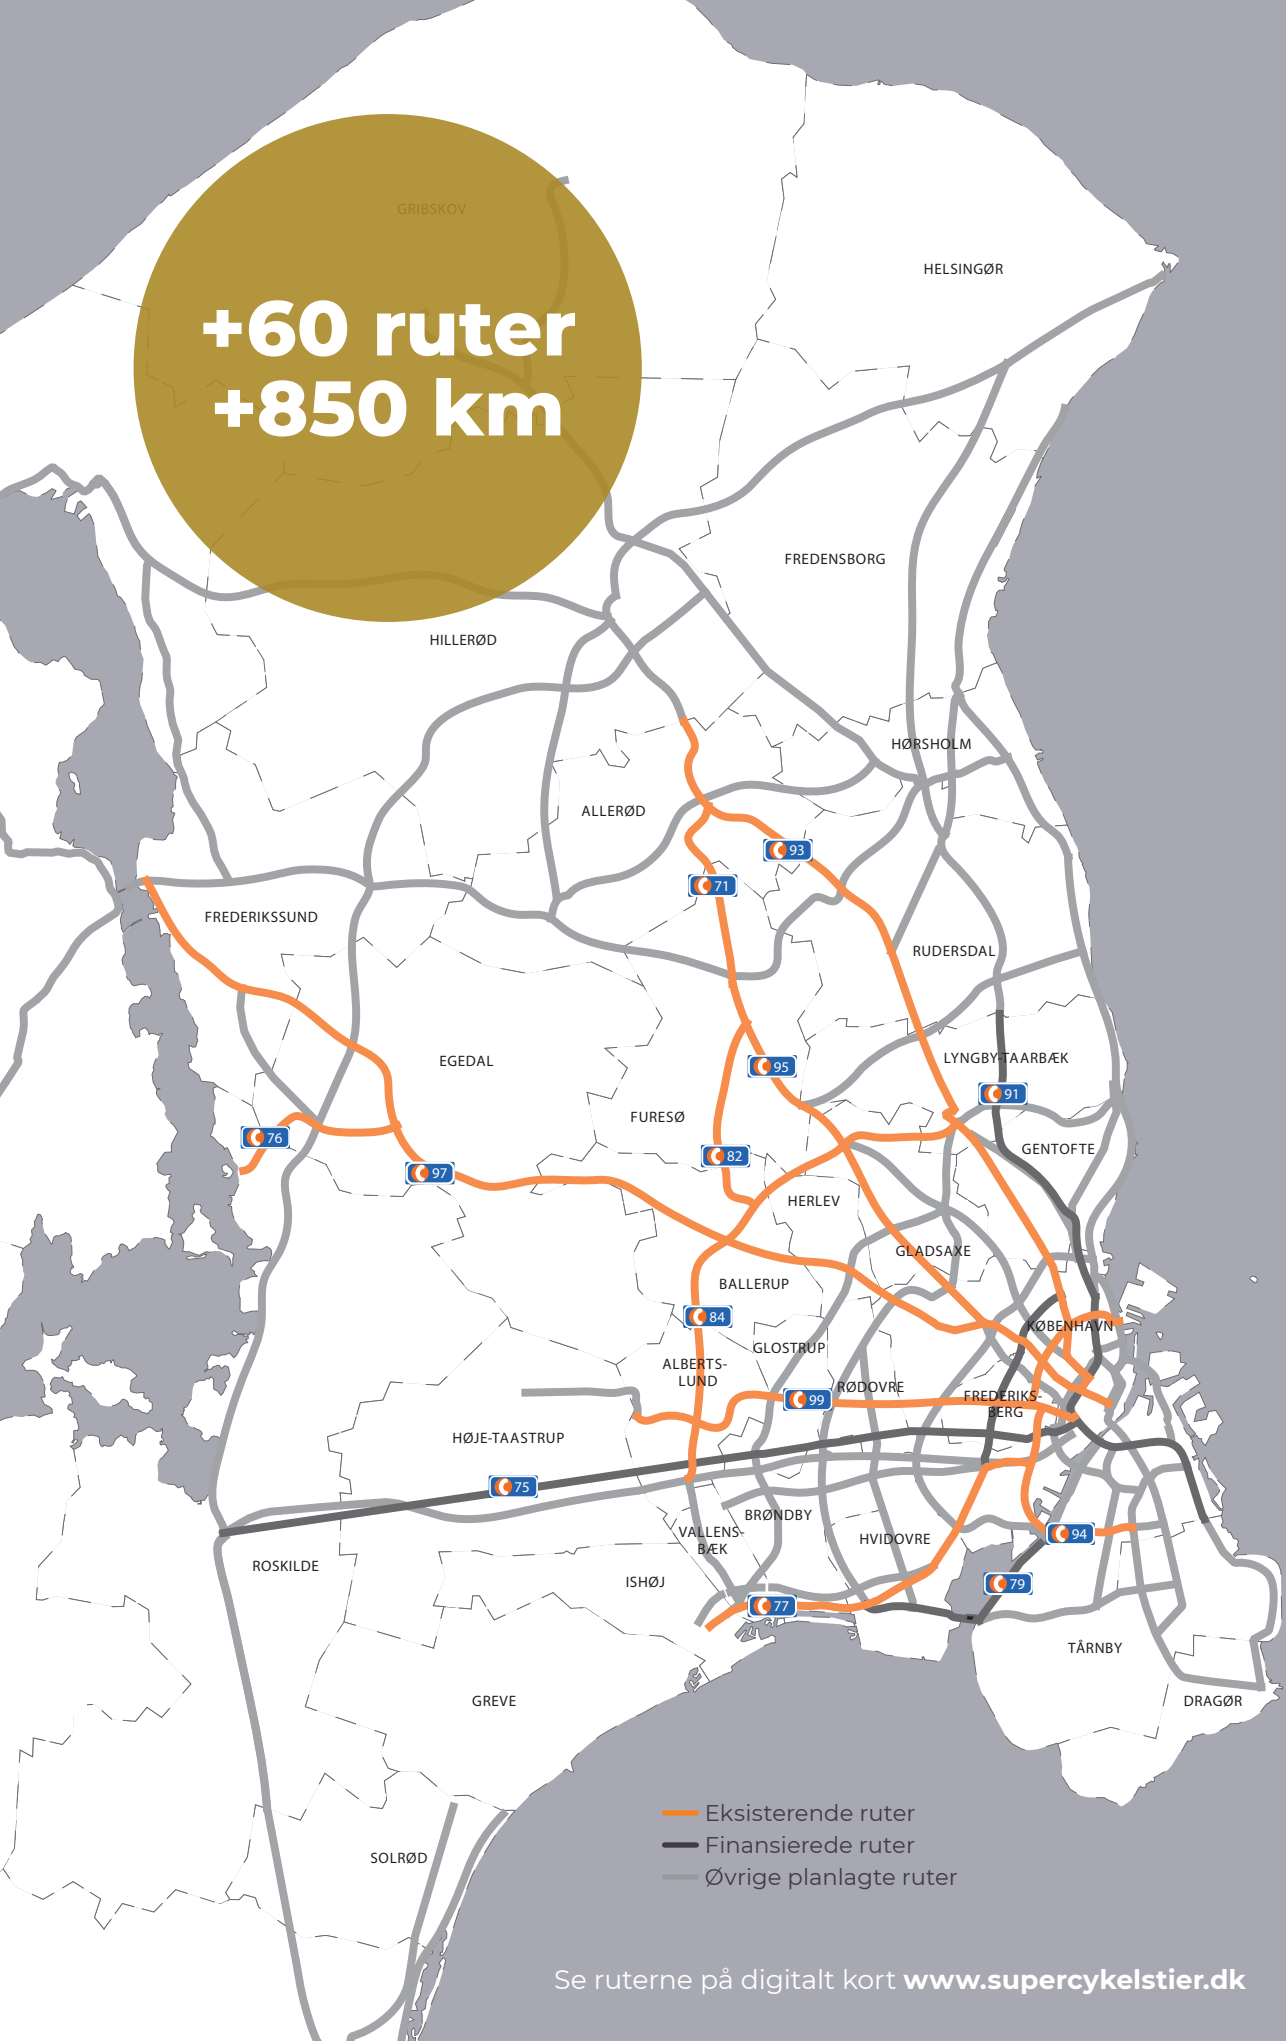 GRIBSKOV
HELSINGØR
+60 ruter
+850 km
FREDENSBORG
HILLERØD
HØRSHOLM
ALLERØD
93
71
FREDERIKSSUND
RUDERSDAL
EGEDAL
LYNGBY-TAARBÆK
95
91
FURESØ
76
GENTOFTE
82
97
HERLEV
GLADSAXE
BALLERUP
84
KØBENHAVN
GLOSTRUP
ALBERTS-
LUND
RØDOVRE
99
FREDERIKS-
BERG
HØJE-TAASTRUP
75
BRØNDBY
VALLENS-
BÆK
HVIDOVRE
94
ROSKILDE
ISHØJ
79
77
TÅRNBY
GREVE
DRAGØR
SOLRØD
Eksisterende ruter
Finansierede ruter
Øvrige planlagte ruter
Se ruterne på digitalt kort www.supercykelstier.dk